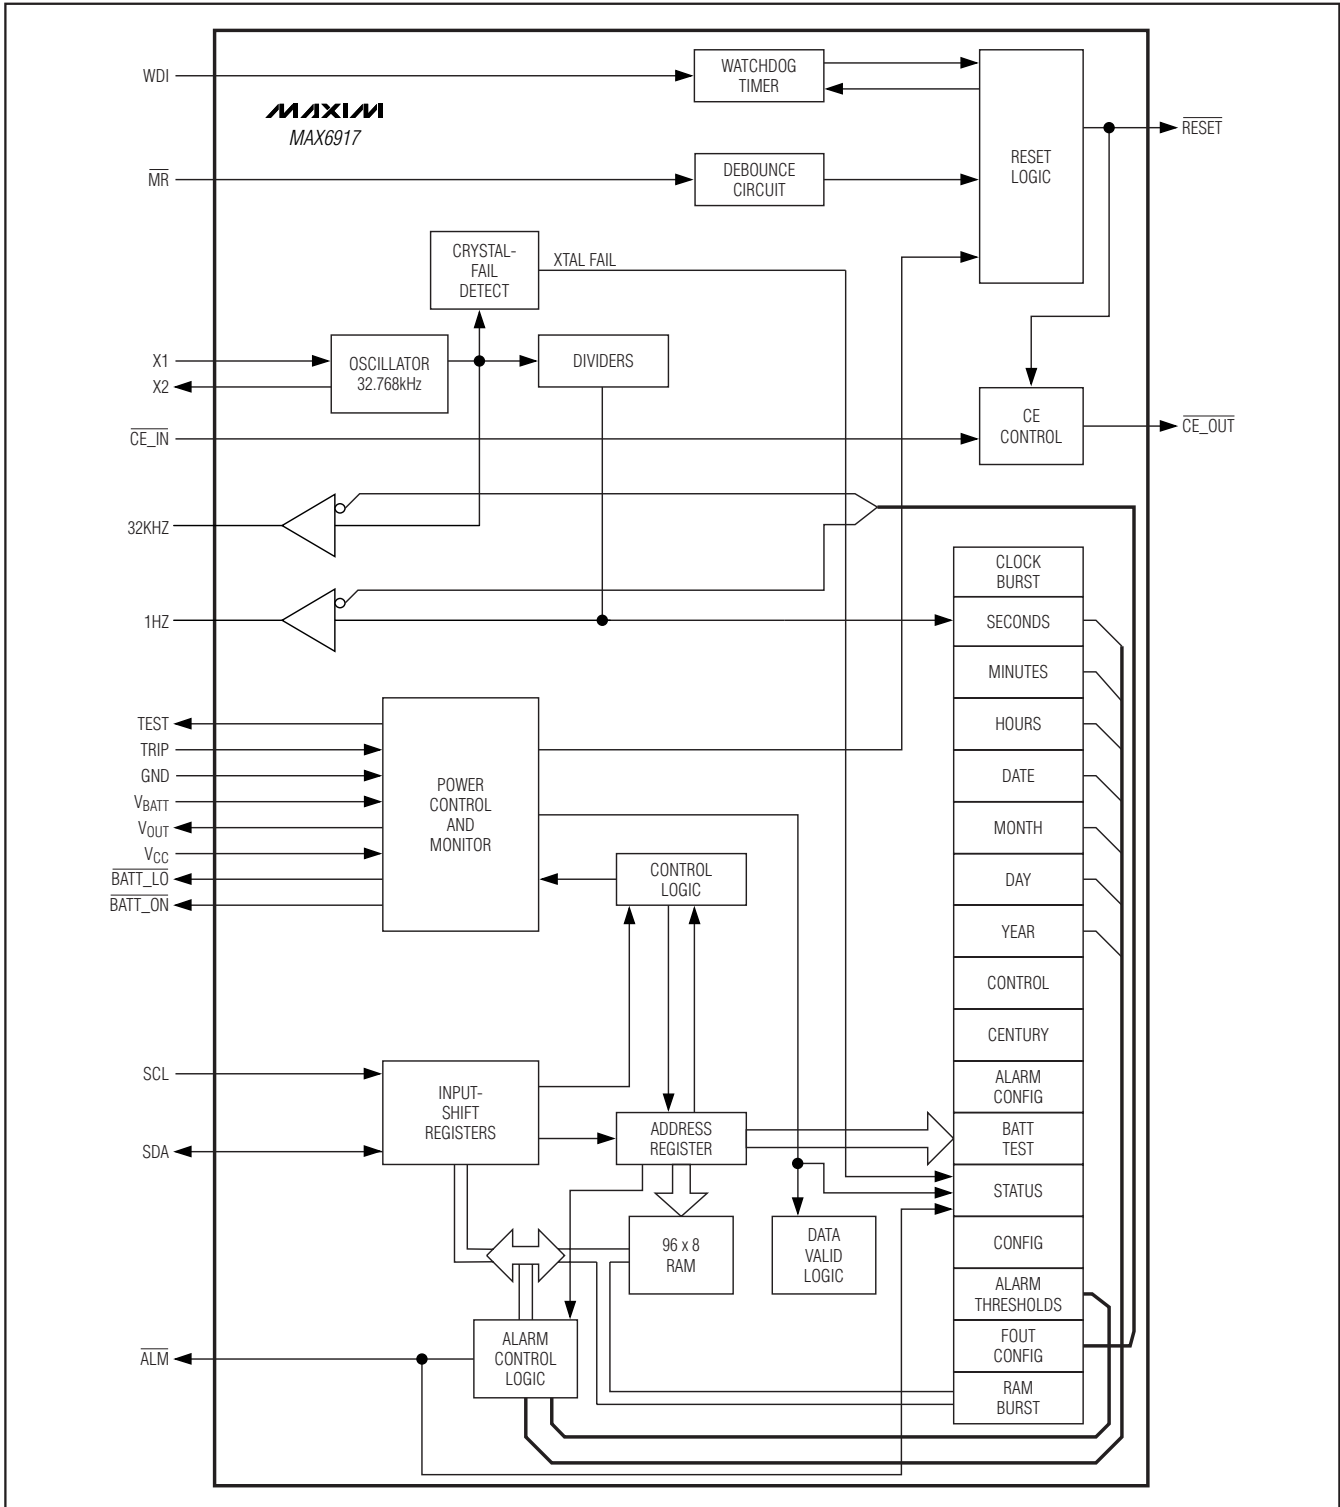 WDI
WATCHDOG
TIMER
MAXIM
MAX6917
RESET
RESET
LOGIC
MR
DEBOUNCE
CIRCUIT
CRYSTAL-
FAIL
DETECT
XTAL FAIL
X1
X2
OSCILLATOR
32.768kHz
DIVIDERS
CE_IN
CE
CONTROL
CE_OUT
32KHZ
1HZ
CLOCK
BURST
SECONDS
MINUTES
HOURS
DATE
MONTH
DAY
YEAR
CONTROL
CENTURY
ALARM
CONFIG
BATT
TEST
STATUS
CONFIG
ALARM
THRESHOLDS
FOUT
CONFIG
RAM
BURST
TEST
TRIP
GND
VBATT
VOUT
VCC
BATT_LO
BATT_ON
POWER
CONTROL
AND
MONITOR
CONTROL
LOGIC
SCL
SDA
INPUT-
SHIFT
REGISTERS
ADDRESS
REGISTER
96 x 8
RAM
DATA
VALID
LOGIC
ALM
ALARM
CONTROL
LOGIC